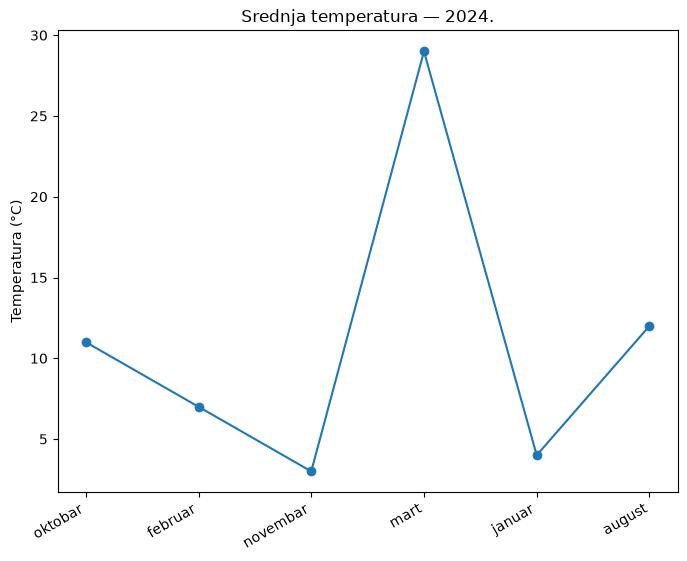 Srednja temperatura — 2024.
Temperatura (°C)
30
25
20
15
10
5
oktobar
februar
novembar
mart
januar
august